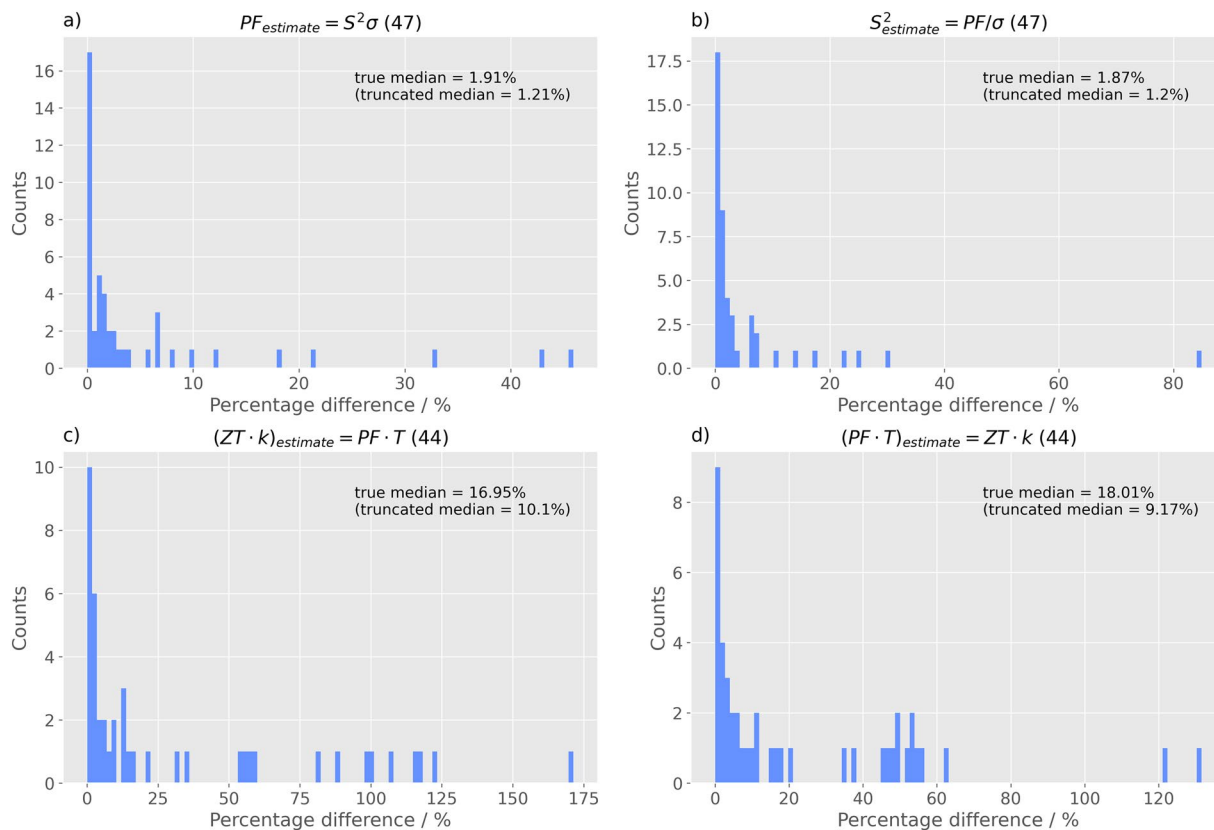 a)
PF_estimate = S²σ (47)
Counts
16
14
12
10
8
6
4
2
0
true median = 1.91%
(truncated median = 1.21%)
0 10 20 30 40
Percentage difference / %
b)
S²_estimate = PF/σ (47)
Counts
17.5
15.0
12.5
10.0
7.5
5.0
2.5
0.0
true median = 1.87%
(truncated median = 1.2%)
0 20 40 60 80
Percentage difference / %
c)
(ZT · k)_estimate = PF · T (44)
Counts
10
8
6
4
2
0
true median = 16.95%
(truncated median = 10.1%)
0 25 50 75 100 125 150 175
Percentage difference / %
d)
(PF · T)_estimate = ZT · k (44)
Counts
8
6
4
2
0
true median = 18.01%
(truncated median = 9.17%)
0 20 40 60 80 100 120
Percentage difference / %